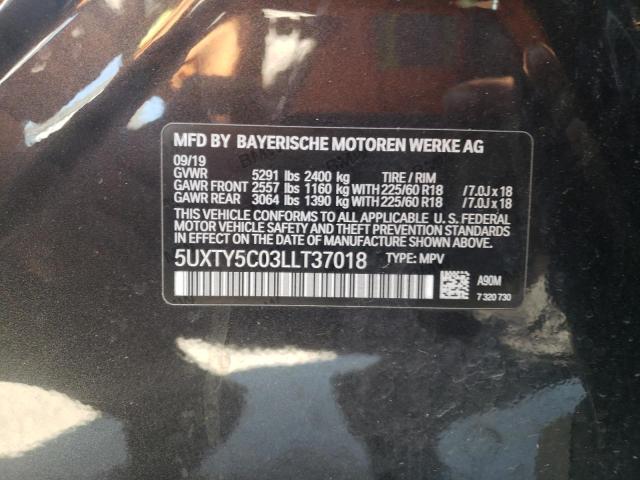 MFD BY BAYERISCHE MOTOREN WERKE AG
09/19
GVWR 5291 lbs 2400 kg TIRE / RIM
GAWR FRONT 2557 lbs 1160 kg WITH 225/60 R18 /7.0J x 18
GAWR REAR 3064 lbs 1390 kg WITH 225/60 R18 /7.0J x 18
THIS VEHICLE CONFORMS TO ALL APPLICABLE U. S. FEDERAL
MOTOR VEHICLE SAFETY AND THEFT PREVENTION STANDARDS
IN EFFECT ON THE DATE OF MANUFACTURE SHOWN ABOVE.
5UXTY5C03LLT37018 TYPE: MPV
A90M
7 320 730